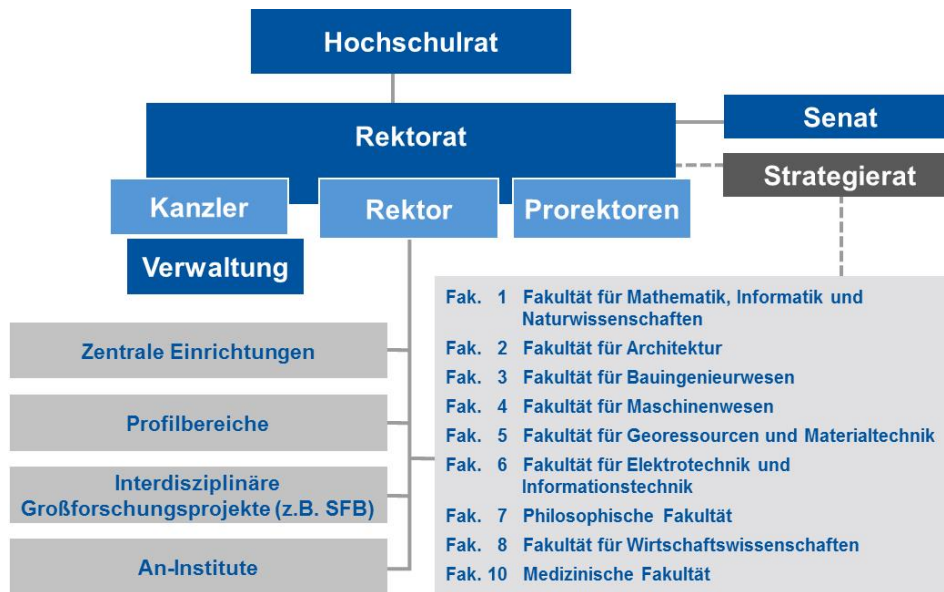 Hochschulrat
Rektorat
Senat
Strategierat
Kanzler
Rektor
Prorektoren
Verwaltung
Zentrale Einrichtungen
Profilbereiche
Interdisziplinäre
Großforschungsprojekte (z.B. SFB)
An-Institute
Fak. 1 Fakultät für Mathematik, Informatik und
Naturwissenschaften
Fak. 2 Fakultät für Architektur
Fak. 3 Fakultät für Bauingenieurwesen
Fak. 4 Fakultät für Maschinenwesen
Fak. 5 Fakultät für Georessourcen und Materialtechnik
Fak. 6 Fakultät für Elektrotechnik und
Informationstechnik
Fak. 7 Philosophische Fakultät
Fak. 8 Fakultät für Wirtschaftswissenschaften
Fak. 10 Medizinische Fakultät